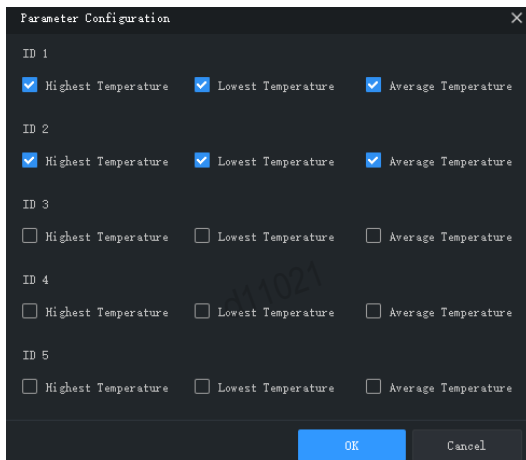 Parameter Configuration
ID 1
Highest Temperature Lowest Temperature Average Temperature
ID 2
Highest Temperature Lowest Temperature Average Temperature
ID 3
Highest Temperature Lowest Temperature Average Temperature
ID 4
d11021
Highest Temperature Lowest Temperature Average Temperature
ID 5
Highest Temperature Lowest Temperature Average Temperature
OK Cancel